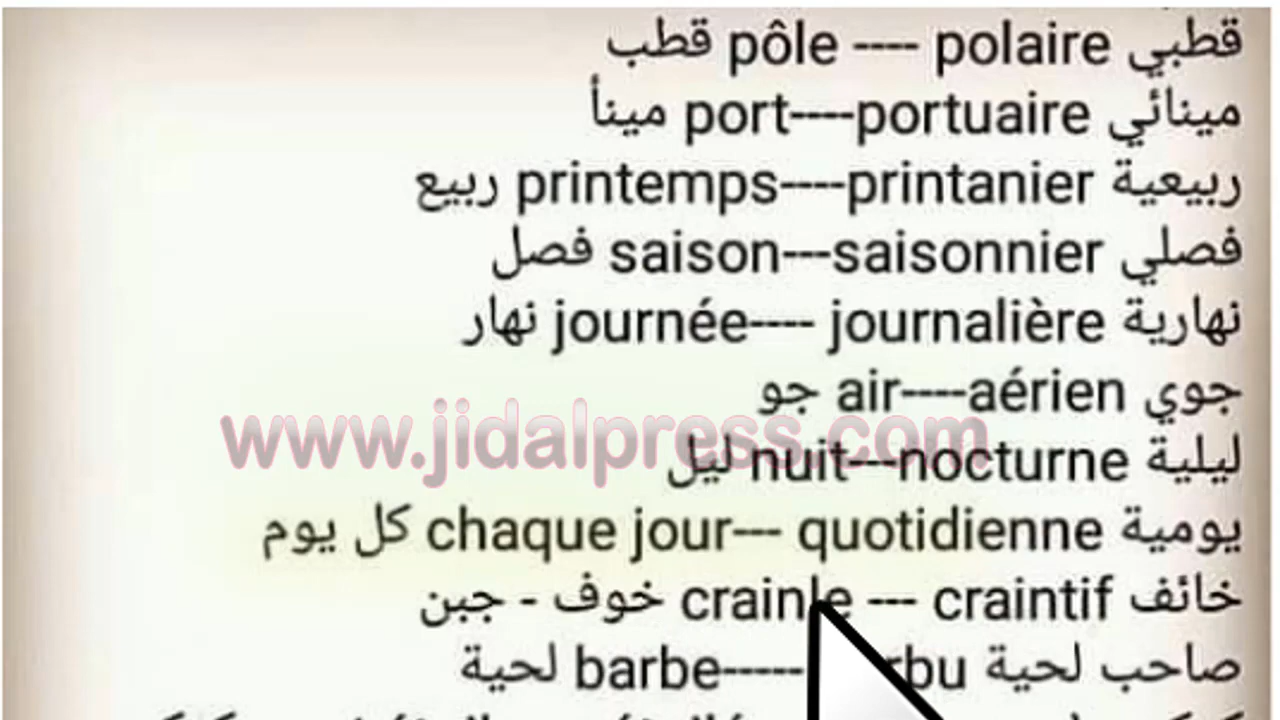 قطبي polaire ---- pôle قطب
مينائي portuaire----port مينأ
ربيعية printanier----printemps ربيع
فصلي saisonnier---saison فصل
نهارية journalière ----journée نهار
جوي aérien----air جو
www.jidalpress.com
ليلية nocturne---nuit ليل
يومية quotidienne ---chaque jour كل يوم
خائف craintif --- خوف - جبن
صاحب لحية -----barbe لحية